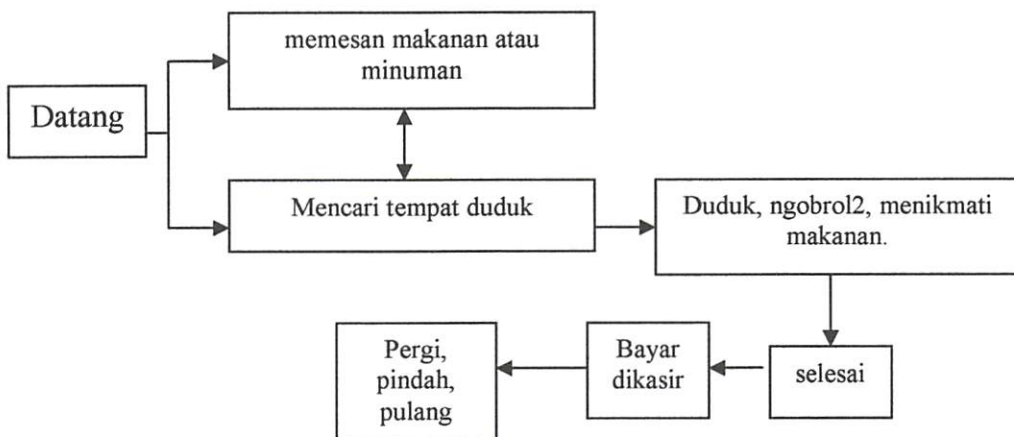 memesan makanan atau
minuman
Datang
Mencari tempat duduk
Duduk, ngobrol2, menikmati
makanan.
selesai
Bayar
dikasir
Pergi,
pindah,
pulang